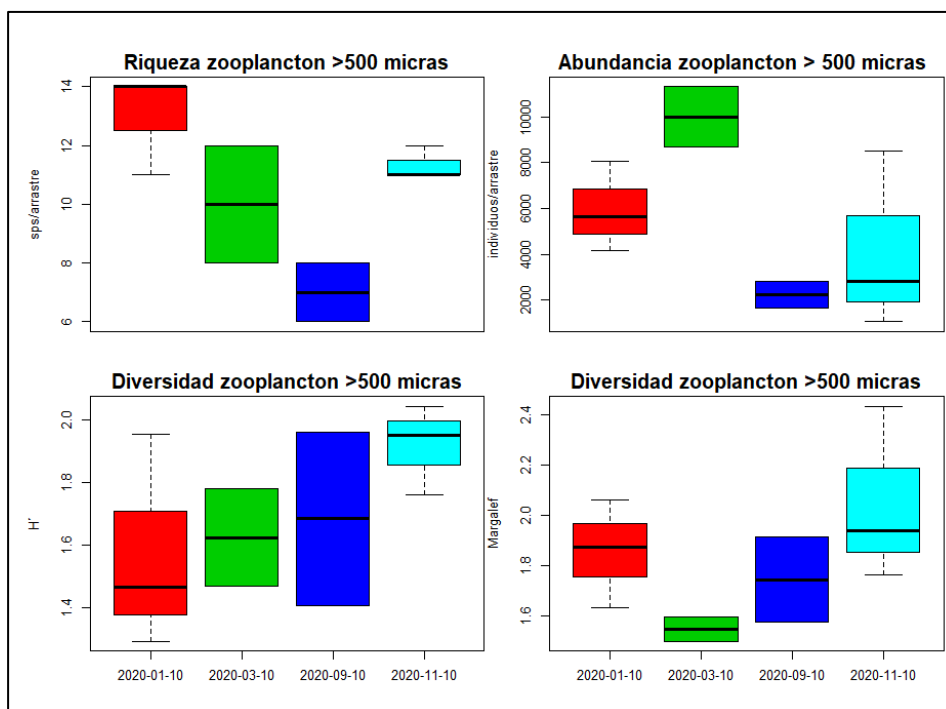 Riqueza zooplancton >500 micras
sps/arrastre
14
12
10
8
6
Abundancia zooplancton > 500 micras
individuos/arrastre
10000
8000
6000
4000
2000
Diversidad zooplancton >500 micras
H´
2.0
1.8
1.6
1.4
2020-01-10 2020-03-10 2020-09-10 2020-11-10
Diversidad zooplancton >500 micras
Margalef
2.4
2.2
2.0
1.8
1.6
2020-01-10 2020-03-10 2020-09-10 2020-11-10